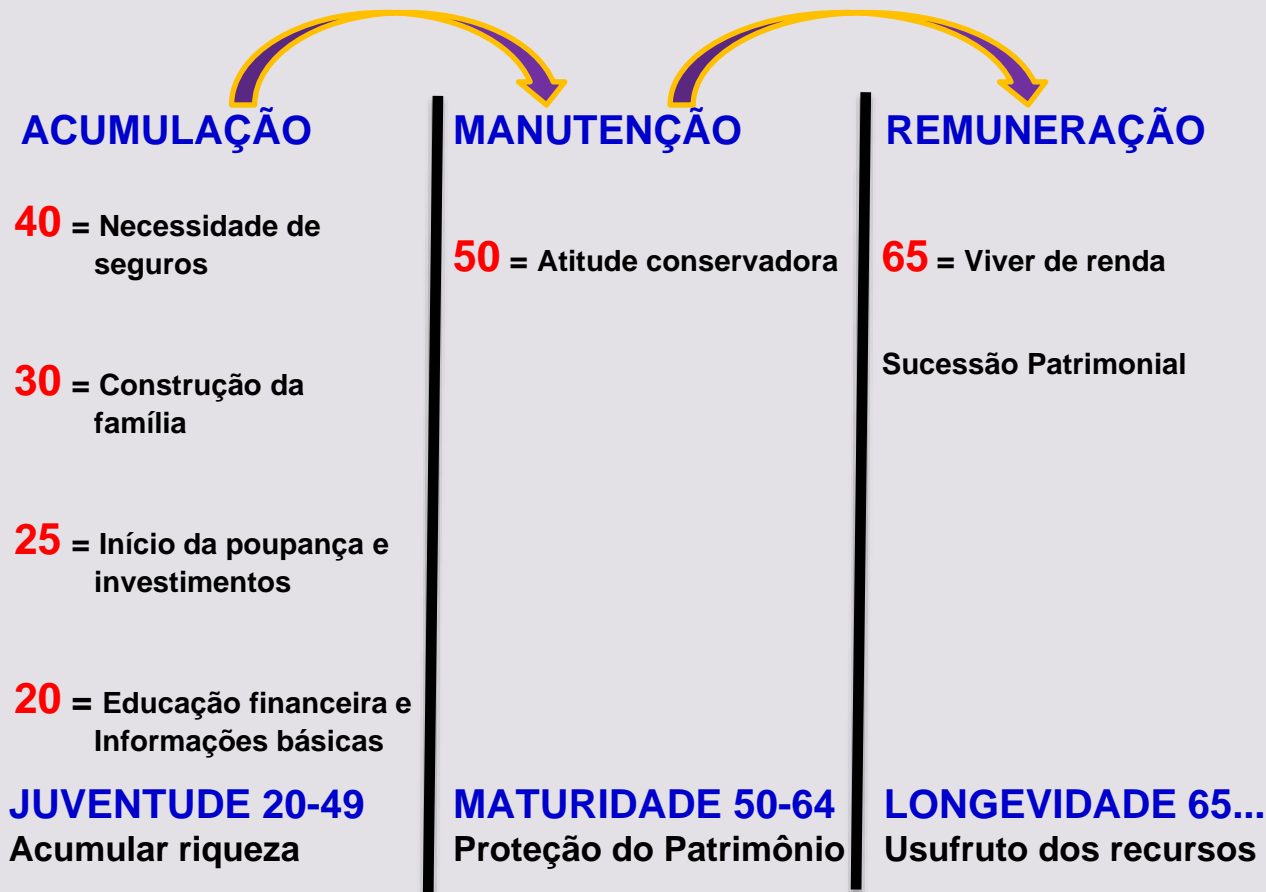 ACUMULAÇÃO
40 = Necessidade de
seguros
30 = Construção da
família
25 = Início da poupança e
investimentos
20 = Educação financeira e
Informações básicas
JUVENTUDE 20-49
Acumular riqueza
MANUTENÇÃO
50 = Atitude conservadora
MATURIDADE 50-64
Proteção do Patrimônio
REMUNERAÇÃO
65 = Viver de renda
Sucessão Patrimonial
LONGEVIDADE 65...
Usufruto dos recursos